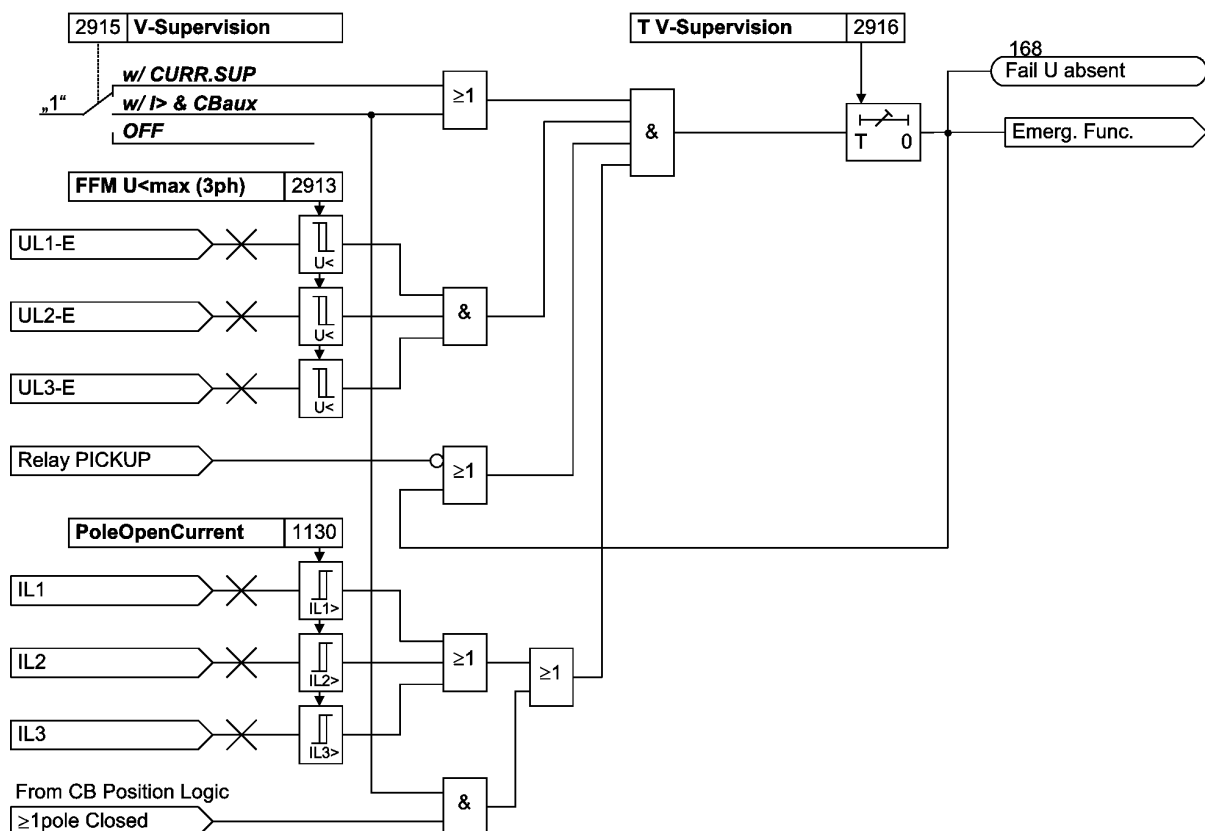 2915 V-Supervision
T V-Supervision 2916
168
Fail U absent
w/ CURR.SUP
„1“
w/ I> & CBaux
OFF
≥1
&
T 0
Emerg. Func.
FFM U<max (3ph) 2913
UL1-E
U<
UL2-E
U<
&
UL3-E
U<
Relay PICKUP
≥1
PoleOpenCurrent 1130
IL1
IL1>
IL2
IL2>
≥1
≥1
IL3
IL3>
From CB Position Logic
≥1pole Closed
&